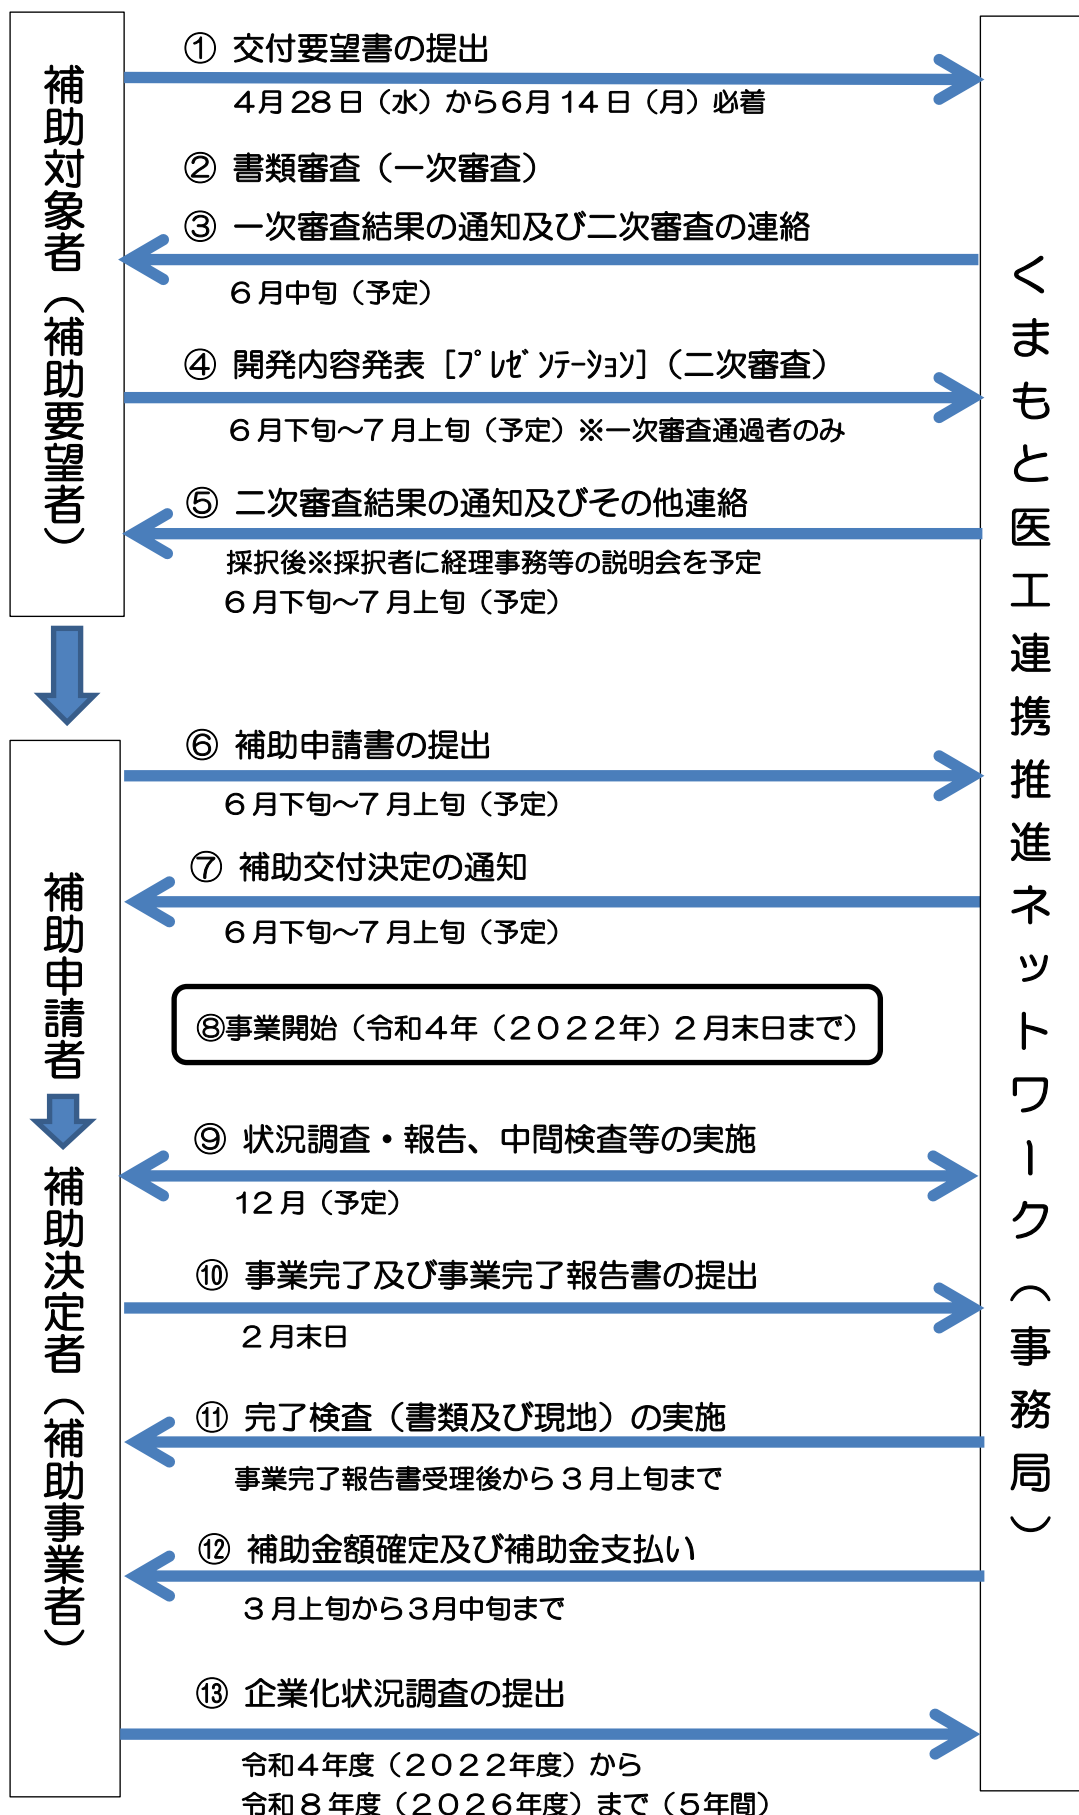 補助対象者（補助要望者）
① 交付要望書の提出
4月28日（水）から6月14日（月）必着
② 書類審査（一次審査）
③ 一次審査結果の通知及び二次審査の連絡
6月中旬（予定）
④ 開発内容発表［ﾌﾟﾚｾﾞﾝﾃｰｼｮﾝ］（二次審査）
6月下旬～7月上旬（予定）※一次審査通過者のみ
⑤ 二次審査結果の通知及びその他連絡
採択後※採択者に経理事務等の説明会を予定
6月下旬～7月上旬（予定）
補助申請者
補助決定者（補助事業者）
⑥ 補助申請書の提出
6月下旬～7月上旬（予定）
⑦ 補助交付決定の通知
6月下旬～7月上旬（予定）
⑧事業開始（令和４年（２０２２年）２月末日まで）
⑨ 状況調査・報告、中間検査等の実施
12月（予定）
⑩ 事業完了及び事業完了報告書の提出
２月末日
⑪ 完了検査（書類及び現地）の実施
事業完了報告書受理後から３月上旬まで
⑫ 補助金額確定及び補助金支払い
３月上旬から３月中旬まで
⑬ 企業化状況調査の提出
令和４年度（２０２２年度）から
令和８年度（２０２６年度）まで（５年間）
くまもと医工連携推進ネットワーク（事務局）